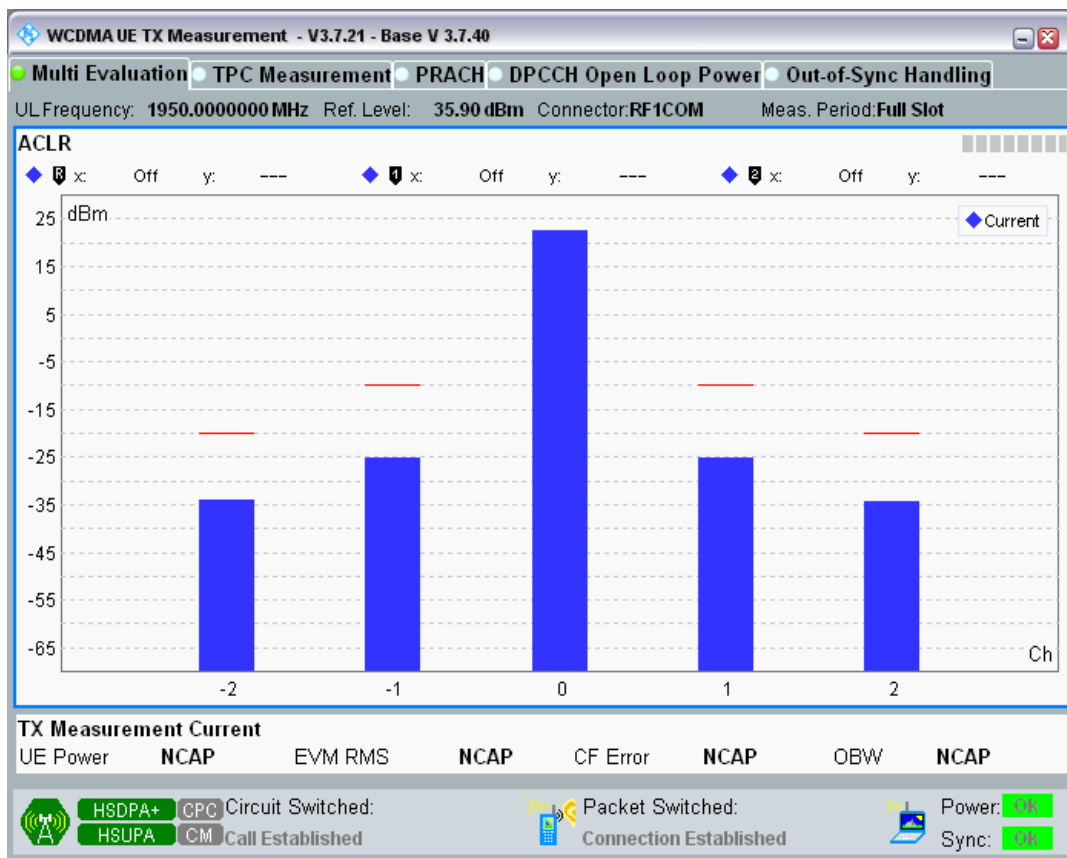 WCDMA UE TX Measurement - V3.7.21 - Base V 3.7.40
Multi Evaluation TPC Measurement PRACH DPCCH Open Loop Power Out-of-Sync Handling
UL Frequency: 1950.0000000 MHz Ref. Level: 35.90 dBm Connector:RF1COM Meas. Period:Full Slot
ACLR
R x: Off y: --- 1 x: Off y: --- 2 x: Off y: ---
dBm
Current
25
15
5
-5
-15
-25
-35
-45
-55
-65
Ch
-2 -1 0 1 2
TX Measurement Current
UE Power NCAP EVM RMS NCAP CF Error NCAP OBW NCAP
HSDPA+ CPC Circuit Switched: Packet Switched: Power: Ok
HSUPA CM Call Established Connection Established Sync: Ok